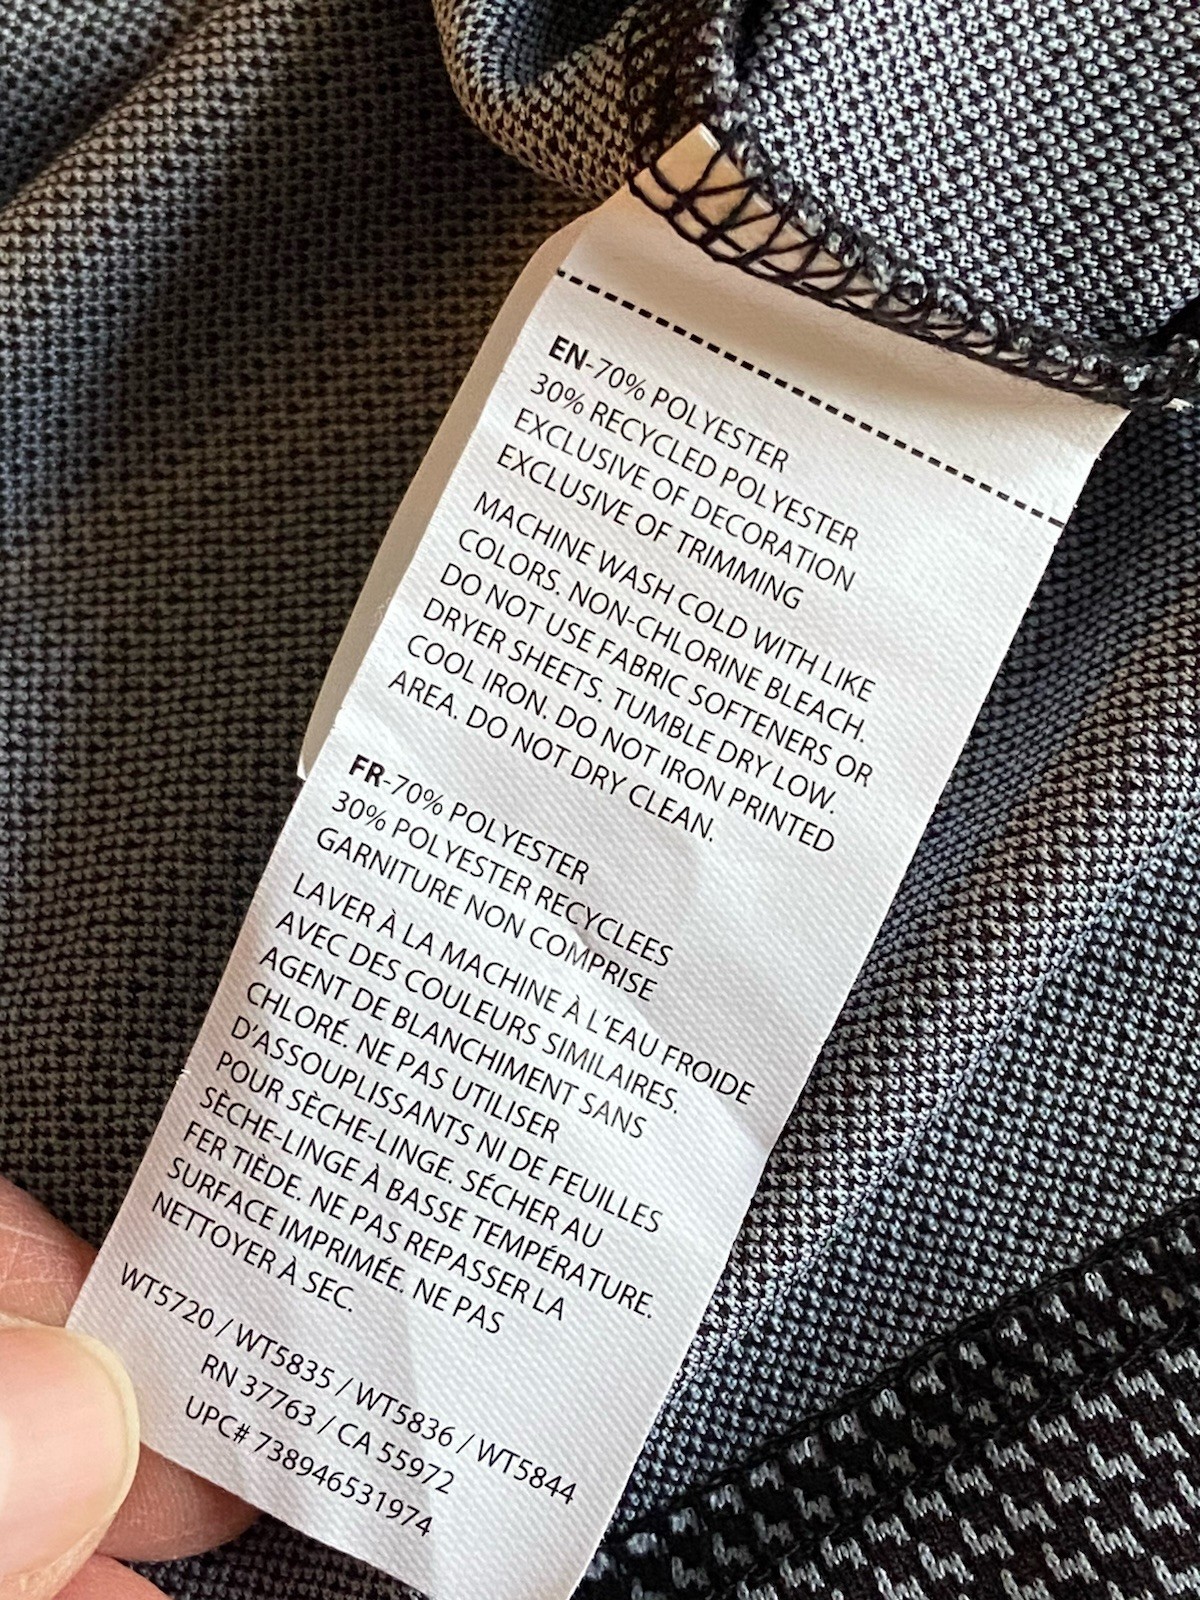 EN-70% POLYESTER
30% RECYCLED POLYESTER
EXCLUSIVE OF DECORATION
EXCLUSIVE OF TRIMMING
MACHINE WASH COLD WITH LIKE
COLORS. NON-CHLORINE BLEACH.
DO NOT USE FABRIC SOFTENERS OR
DRYER SHEETS. TUMBLE DRY LOW.
COOL IRON. DO NOT IRON PRINTED
AREA. DO NOT DRY CLEAN.
FR-70% POLYESTER
30% POLYESTER RECYCLEES
GARNITURE NON COMPRISE
LAVER À LA MACHINE À L'EAU FROIDE
AVEC DES COULEURS SIMILAIRES.
AGENT DE BLANCHIMENT SANS
CHLORÉ. NE PAS UTILISER
D'ASSOUPLISSANTS NI DE FEUILLES
POUR SÈCHE-LINGE. SÉCHER AU
SÈCHE-LINGE À BASSE TEMPÉRATURE.
FER TIÈDE. NE PAS REPASSER LA
SURFACE IMPRIMÉE. NE PAS
NETTOYER À SEC.
WT5720 / WT5835 / WT5836 / WT5844
RN 37763 / CA 55972
UPC# 738946531974